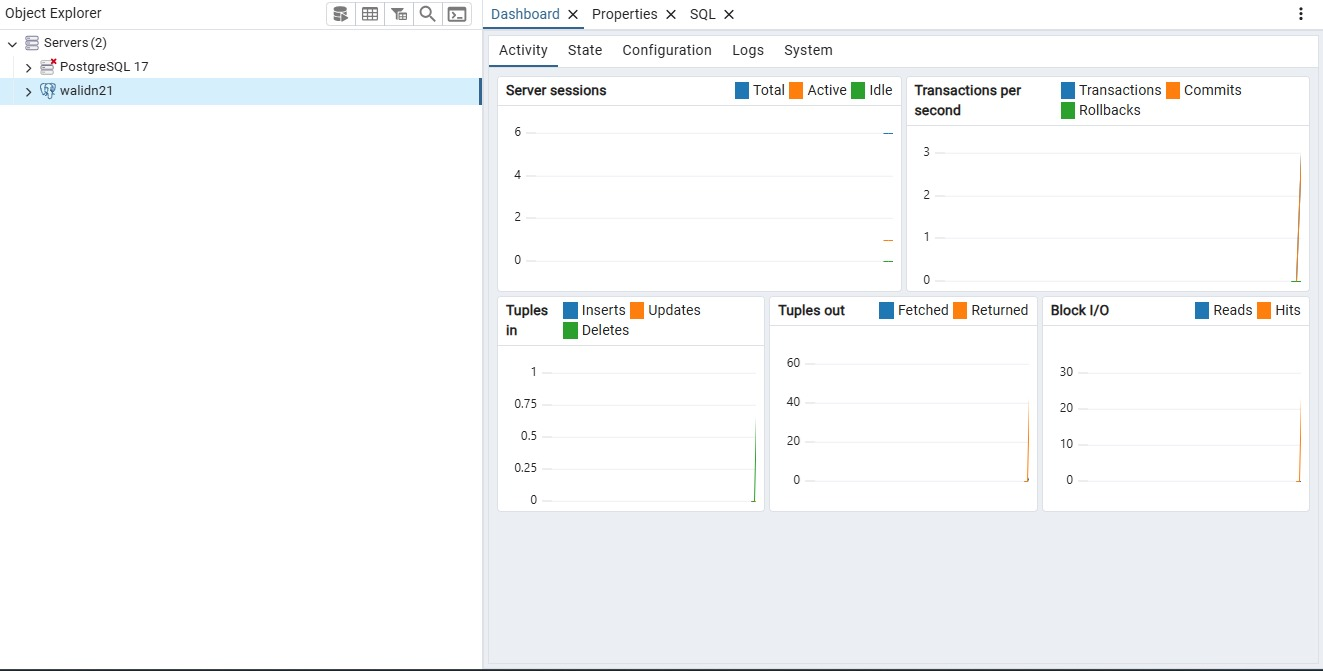 Object Explorer
Dashboard Properties SQL
Servers (2)
PostgreSQL 17
walidn21
Activity State Configuration Logs System
Server sessions
Total Active Idle
6
4
2
0
Transactions per second
Transactions Commits
Rollbacks
3
2
1
0
Tuples in
Inserts Updates
Deletes
1
0.75
0.5
0.25
0
Tuples out
Fetched Returned
60
40
20
0
Block I/O
Reads Hits
30
20
10
0